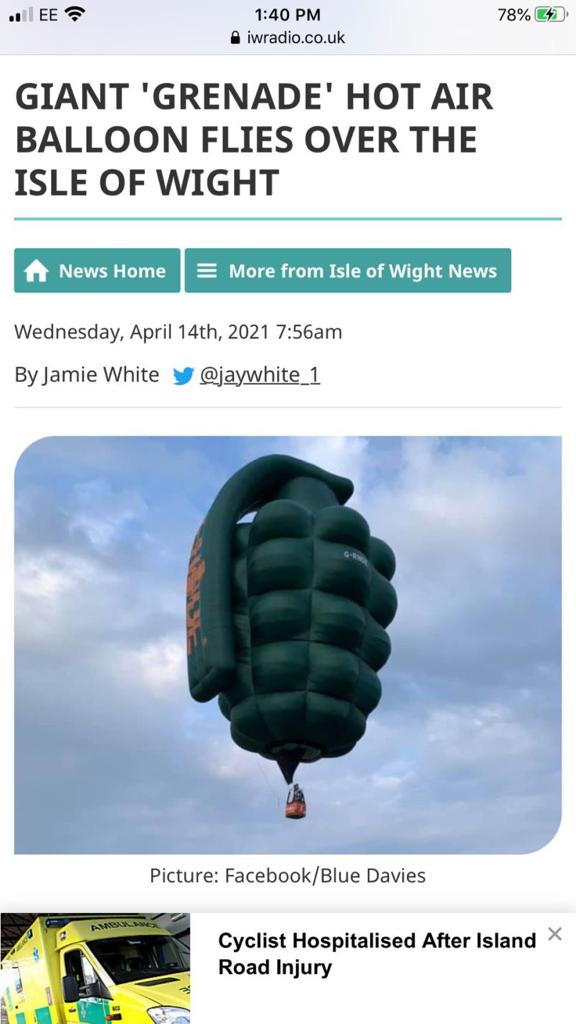 EE 1:40 PM 78%
iwradio.co.uk
GIANT 'GRENADE' HOT AIR
BALLOON FLIES OVER THE
ISLE OF WIGHT
News Home
More from Isle of Wight News
Wednesday, April 14th, 2021 7:56am
By Jamie White @jaywhite_1
Picture: Facebook/Blue Davies
AMBULANCE
Cyclist Hospitalised After Island
Road Injury